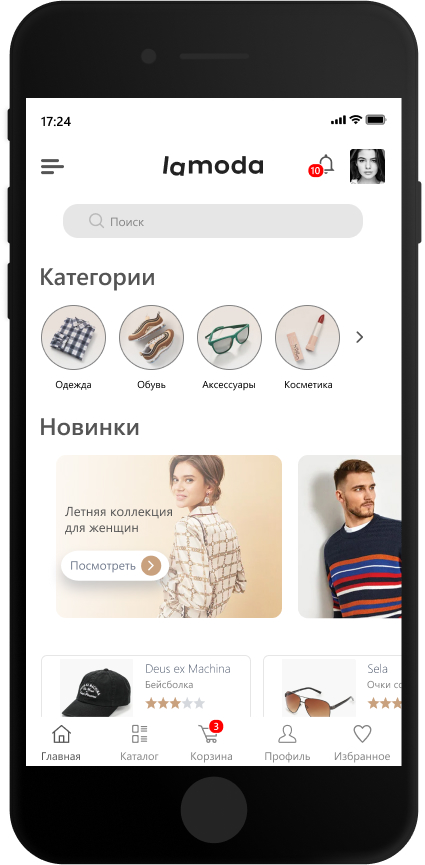 17:24
lamoda
10
Поиск
Категории
Одежда
Обувь
Аксессуары
Косметика
Новинки
Летняя коллекция
для женщин
Посмотреть
Deus ex Machina
Бейсболка
Sela
Очки со
3
Главная
Каталог
Корзина
Профиль
Избранное